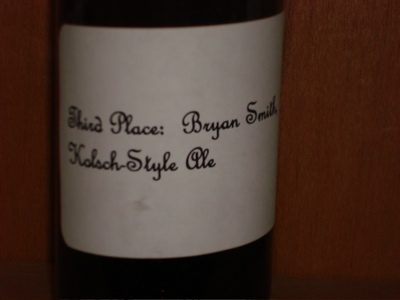 Third Place: Bryan Smith,
Kolsch-Style Ale